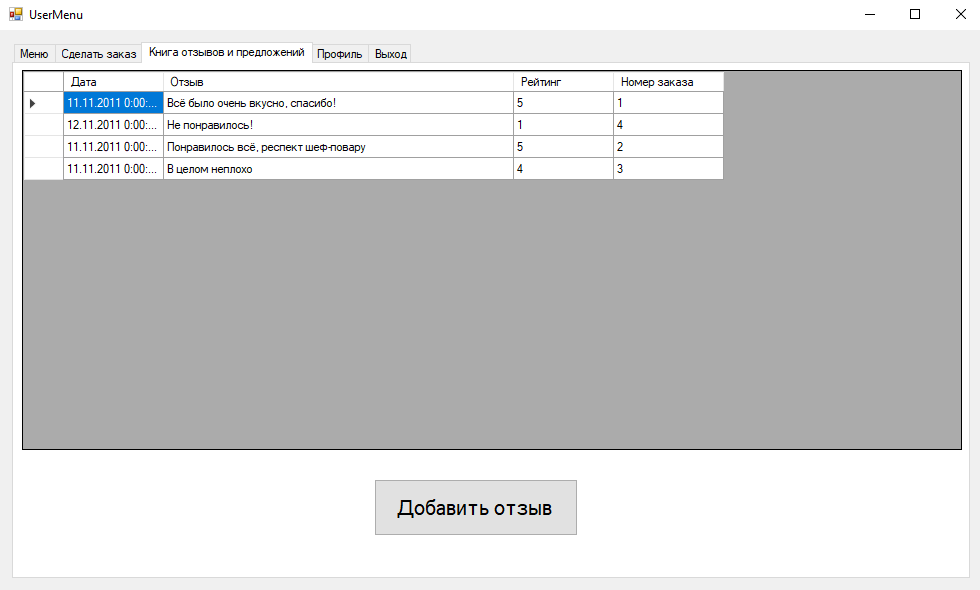 UserMenu
Меню Сделать заказ Книга отзывов и предложений Профиль Выход
Дата Отзыв Рейтинг Номер заказа
11.11.2011 0:00:... Всё было очень вкусно, спасибо! 5 1
12.11.2011 0:00:... Не понравилось! 1 4
11.11.2011 0:00:... Понравилось всё, респект шеф-повару 5 2
11.11.2011 0:00:... В целом неплохо 4 3
Добавить отзыв